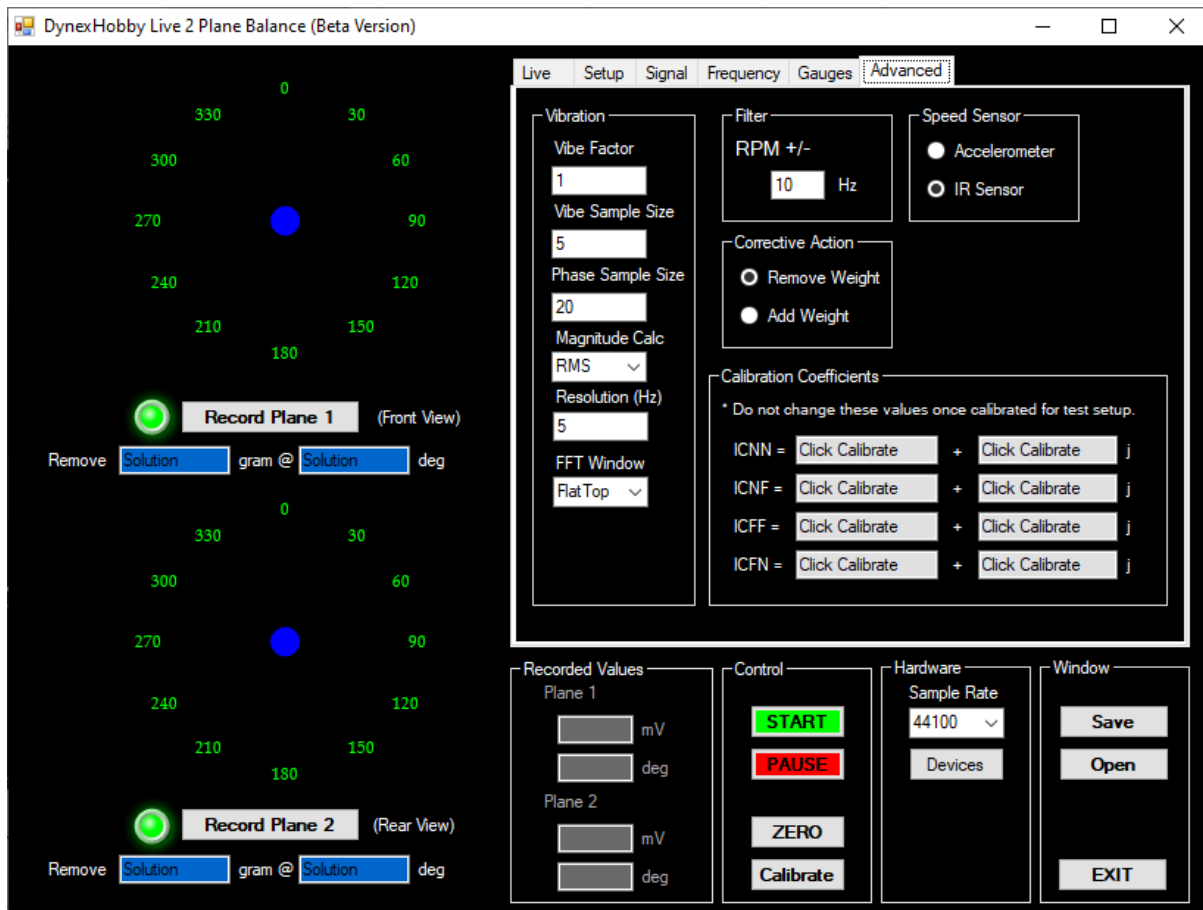 DynexHobby Live 2 Plane Balance (Beta Version)
Live Setup Signal Frequency Gauges Advanced
0
330 30
300 60
270 90
240 120
210 150
180
Record Plane 1 (Front View)
Remove Solution gram @ Solution deg
0
330 30
300 60
270 90
240 120
210 150
180
Record Plane 2 (Rear View)
Remove Solution gram @ Solution deg
Vibration
Vibe Factor
1
Vibe Sample Size
5
Phase Sample Size
20
Magnitude Calc
RMS
Resolution (Hz)
5
FFT Window
FlatTop
Filter
RPM +/-
10 Hz
Speed Sensor
Accelerometer
IR Sensor
Corrective Action
Remove Weight
Add Weight
Calibration Coefficients
* Do not change these values once calibrated for test setup.
ICNN = Click Calibrate + Click Calibrate j
ICNF = Click Calibrate + Click Calibrate j
ICFF = Click Calibrate + Click Calibrate j
ICFN = Click Calibrate + Click Calibrate j
Recorded Values
Plane 1
mV
deg
Plane 2
mV
deg
Control
START
PAUSE
ZERO
Calibrate
Hardware
Sample Rate
44100
Devices
Window
Save
Open
EXIT